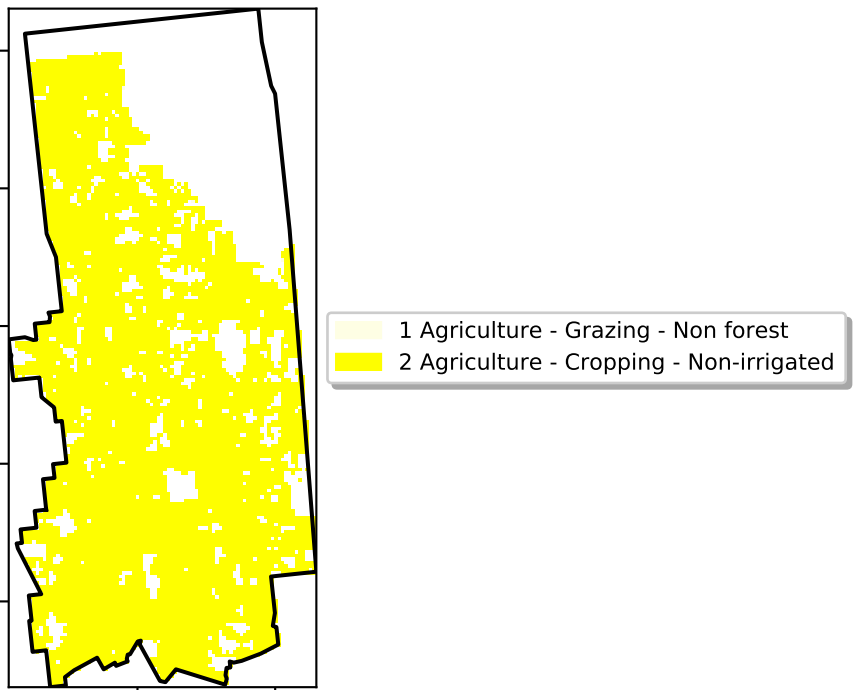 1 Agriculture - Grazing - Non forest
2 Agriculture - Cropping - Non-irrigated